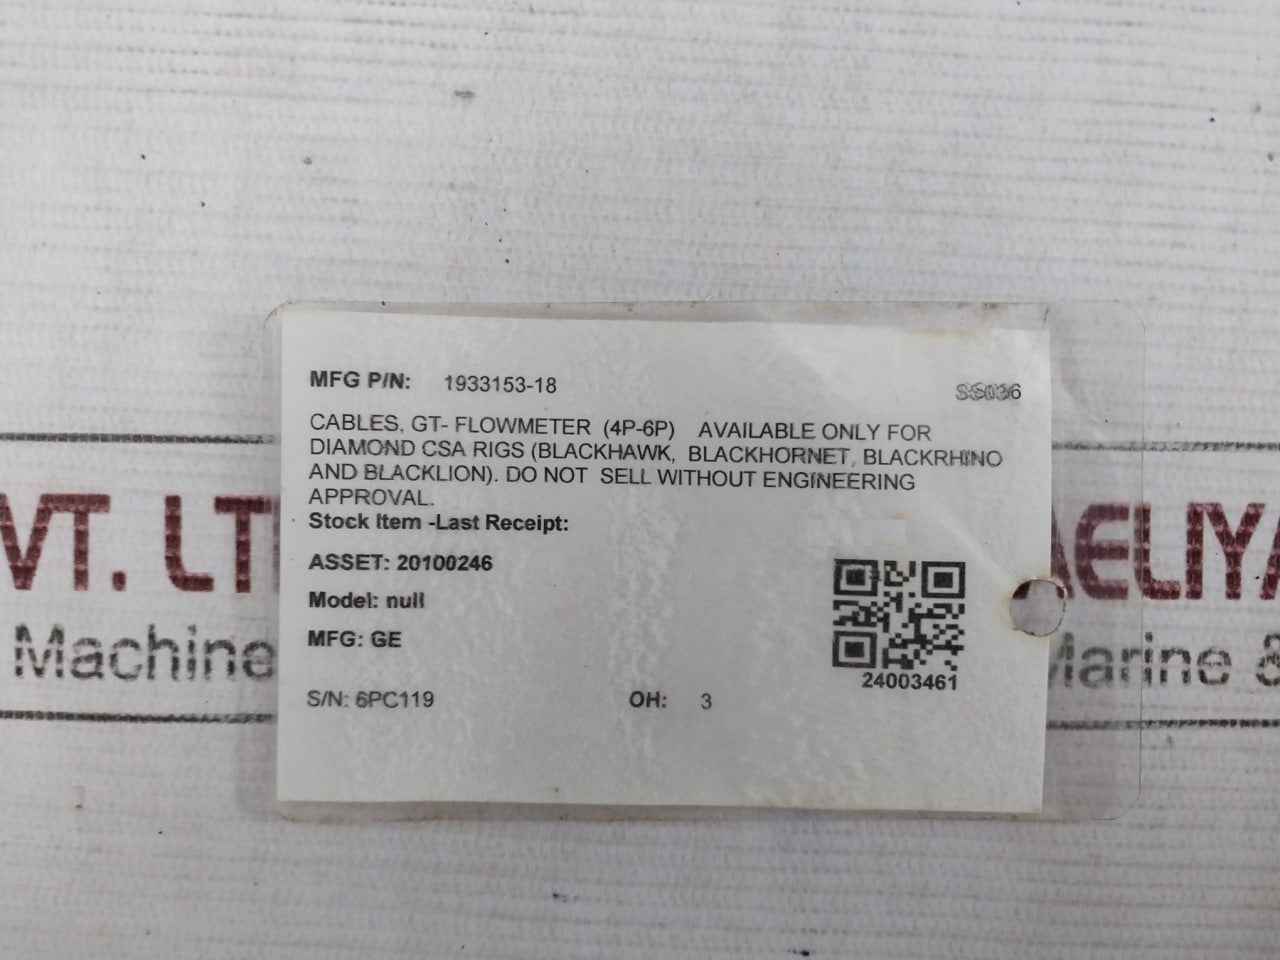 MFG P/N: 1933153-18
SS036
CABLES, GT- FLOWMETER (4P-6P) AVAILABLE ONLY FOR
DIAMOND CSA RIGS (BLACKHAWK, BLACKHORNET, BLACKRHINO
AND BLACKLION). DO NOT SELL WITHOUT ENGINEERING
APPROVAL.
Stock Item -Last Receipt:
ASSET: 20100246
Model: null
MFG: GE
24003461
S/N: 6PC119 OH: 3
VT. LT AELIYA
Machine Marine &